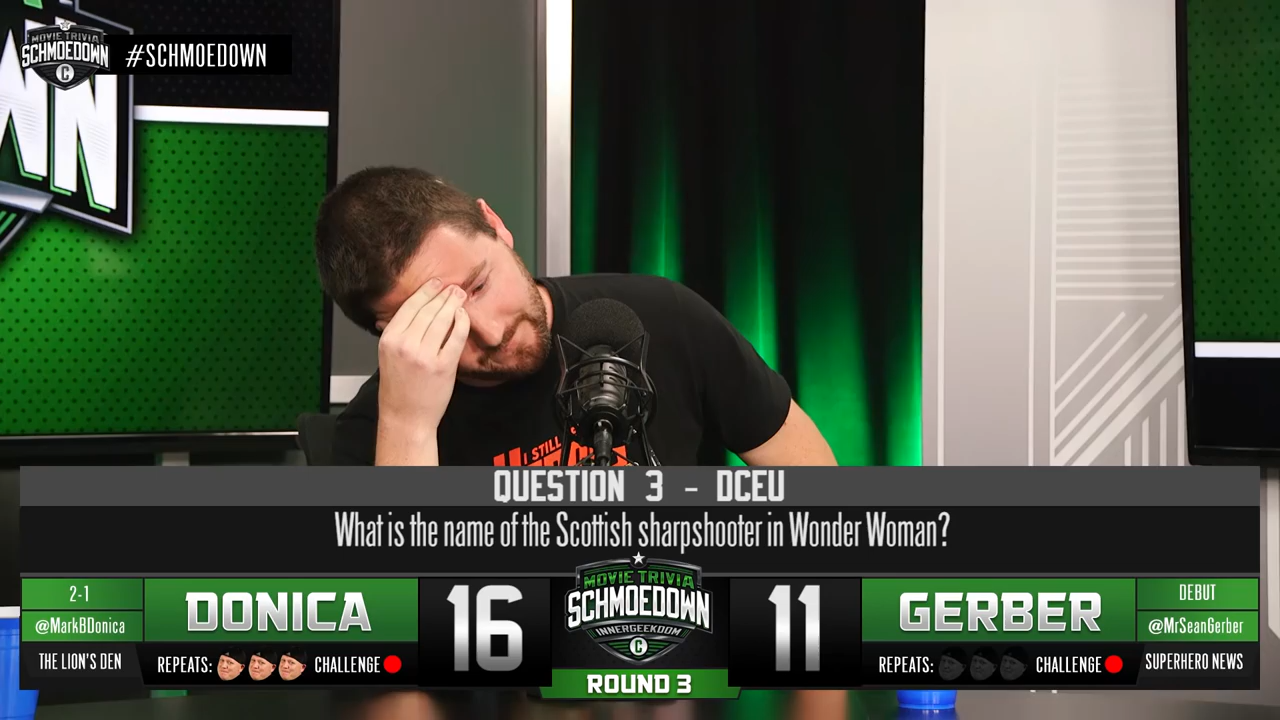 MOVIE TRIVIA
SCHMOEDOWN
C
#SCHMOEDOWN
WN
I STILL
QUESTION 3 - DCEU
What is the name of the Scottish sharpshooter in Wonder Woman?
2-1
@MarkBDonica
THE LION'S DEN
DONICA
REPEATS:
CHALLENGE
16
MOVIE TRIVIA
SCHMOEDOWN
INNERGEEKDOM
C
ROUND 3
11
GERBER
REPEATS:
CHALLENGE
DEBUT
@MrSeanGerber
SUPERHERO NEWS